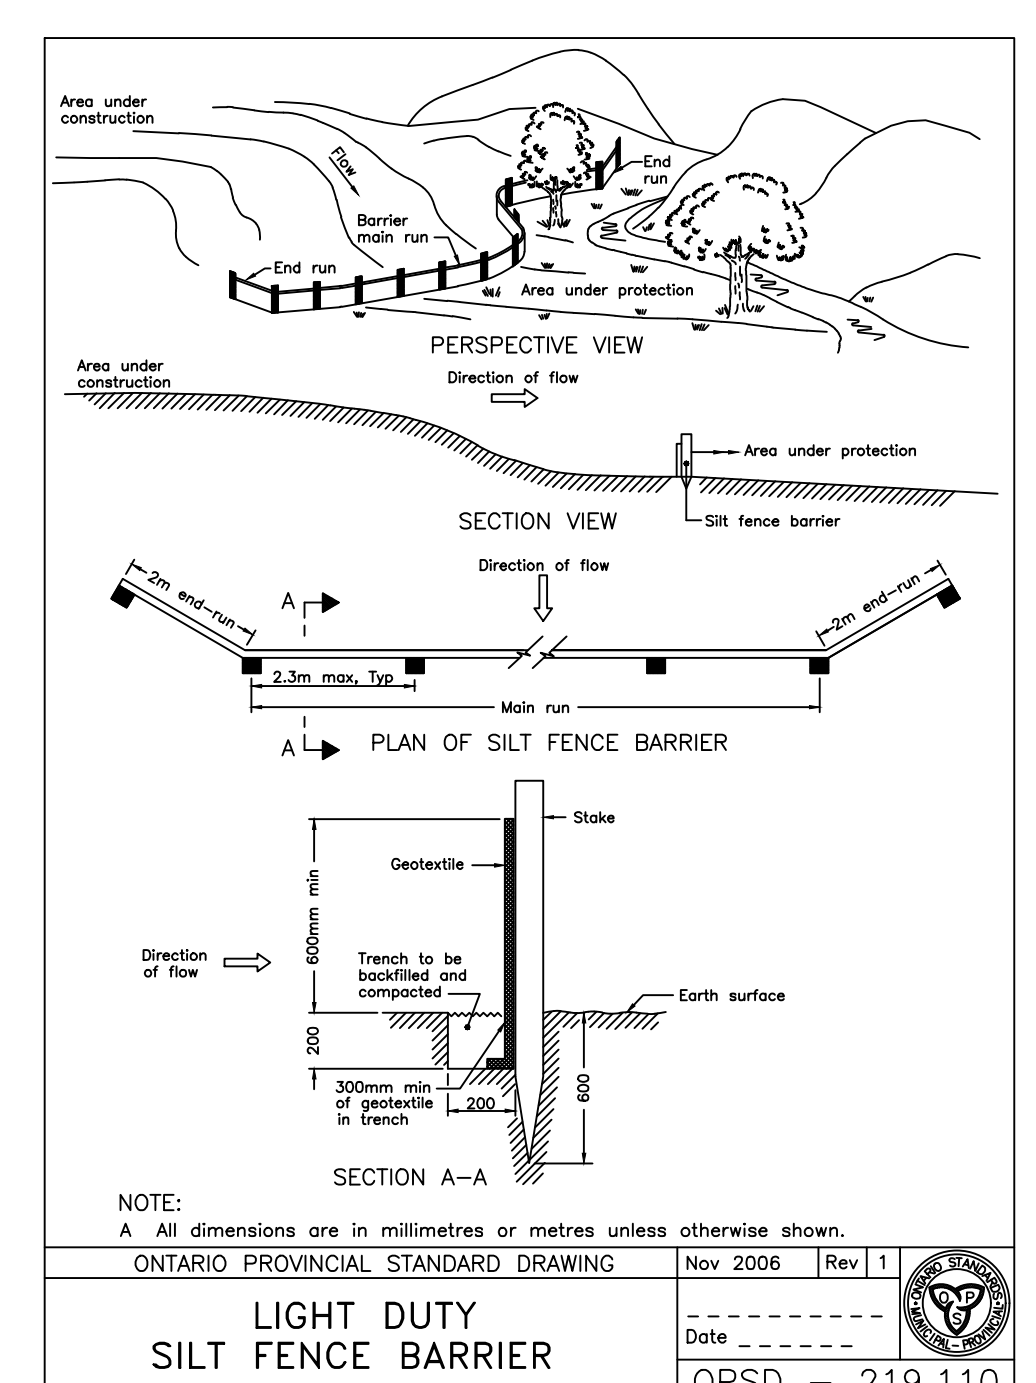 Area under
construction
Flow
End
run
Barrier
main run
End run
Area under protection
PERSPECTIVE VIEW
Area under
construction
Direction of flow
Area under protection
SECTION VIEW
Silt fence barrier
Direction of flow
2m end-run
A
2m end-run
2.3m max, Typ
Main run
A
PLAN OF SILT FENCE BARRIER
Stake
Geotextile
600mm min
Direction
of flow
Trench to be
backfilled and
compacted
Earth surface
200
300mm min
of geotextile
in trench
200
600
SECTION A-A
NOTE:
A All dimensions are in millimetres or metres unless otherwise shown.
ONTARIO PROVINCIAL STANDARD DRAWING
Nov 2006
Rev
1
LIGHT DUTY
SILT FENCE BARRIER
Date
ONTARIO STANDARDS
MUNICIPAL-PROVINCIAL
OPS
OPSD - 219.110